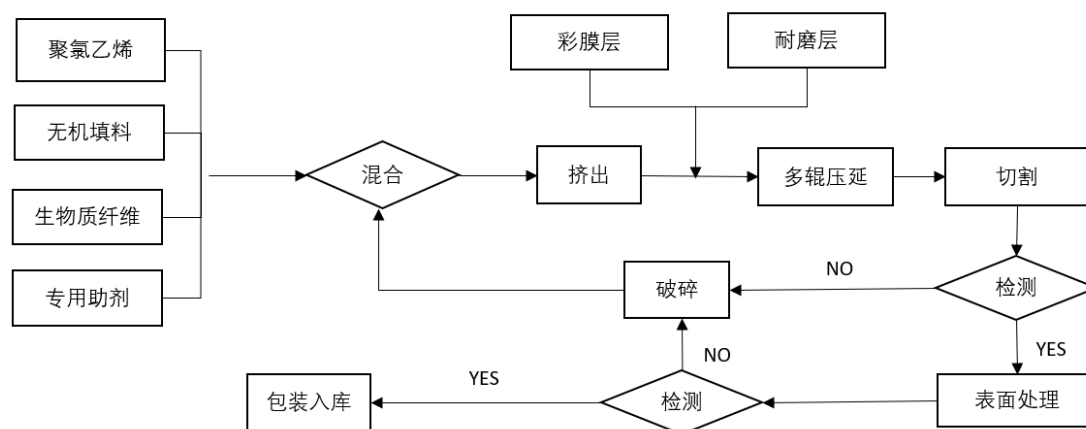 聚氯乙烯
彩膜层
耐磨层
无机填料
混合
挤出
多辊压延
切割
生物质纤维
专用助剂
破碎
NO
检测
YES
NO
包装入库
YES
检测
表面处理